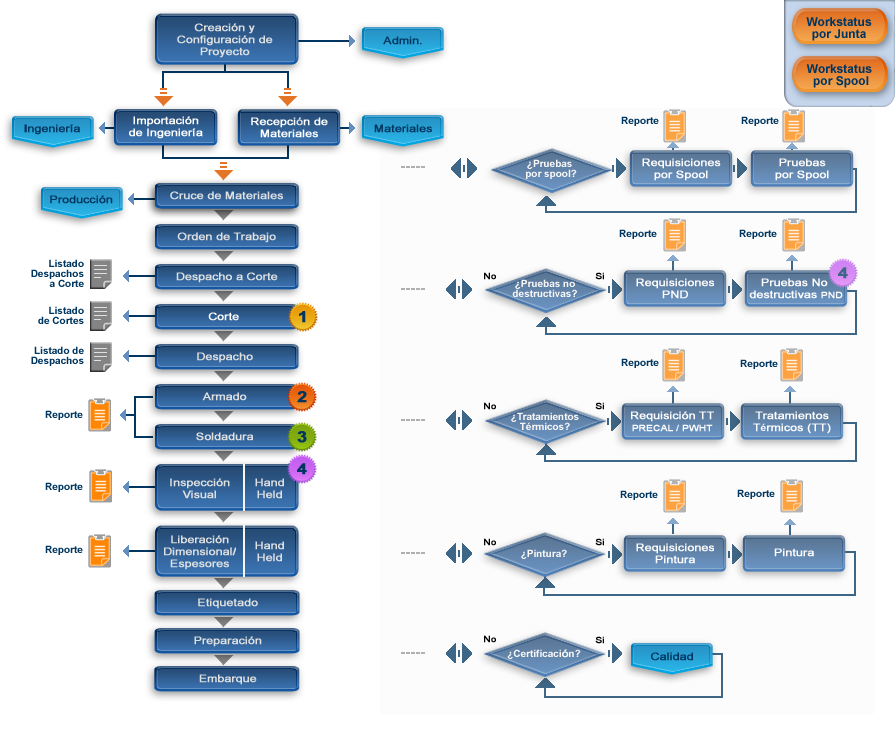 Creación y
Configuración de
Proyecto
Admin.
Workstatus
por Junta
Workstatus
por Spool
Ingeniería
Importación
de Ingeniería
Recepción de
Materiales
Materiales
Producción
Cruce de Materiales
Orden de Trabajo
Listado
Despachos
a Corte
Despacho a Corte
Listado
de Cortes
Corte
1
Listado de
Despachos
Despacho
Reporte
Armado
2
Soldadura
3
Reporte
Inspección
Visual
Hand
Held
4
Reporte
Liberación
Dimensional/
Espesores
Hand
Held
Etiquetado
Preparación
Embarque
Reporte
Reporte
-----
¿Pruebas
por spool?
Requisiciones
por Spool
Pruebas
por Spool
Reporte
Reporte
-----
No
¿Pruebas no
destructivas?
Si
Requisiciones
PND
Pruebas No
destructivas PND
4
Reporte
Reporte
-----
No
¿Tratamientos
Térmicos?
Si
Requisición TT
PRECAL / PWHT
Tratamientos
Térmicos (TT)
Reporte
Reporte
-----
No
¿Pintura?
Si
Requisiciones
Pintura
Pintura
-----
No
¿Certificación?
Si
Calidad